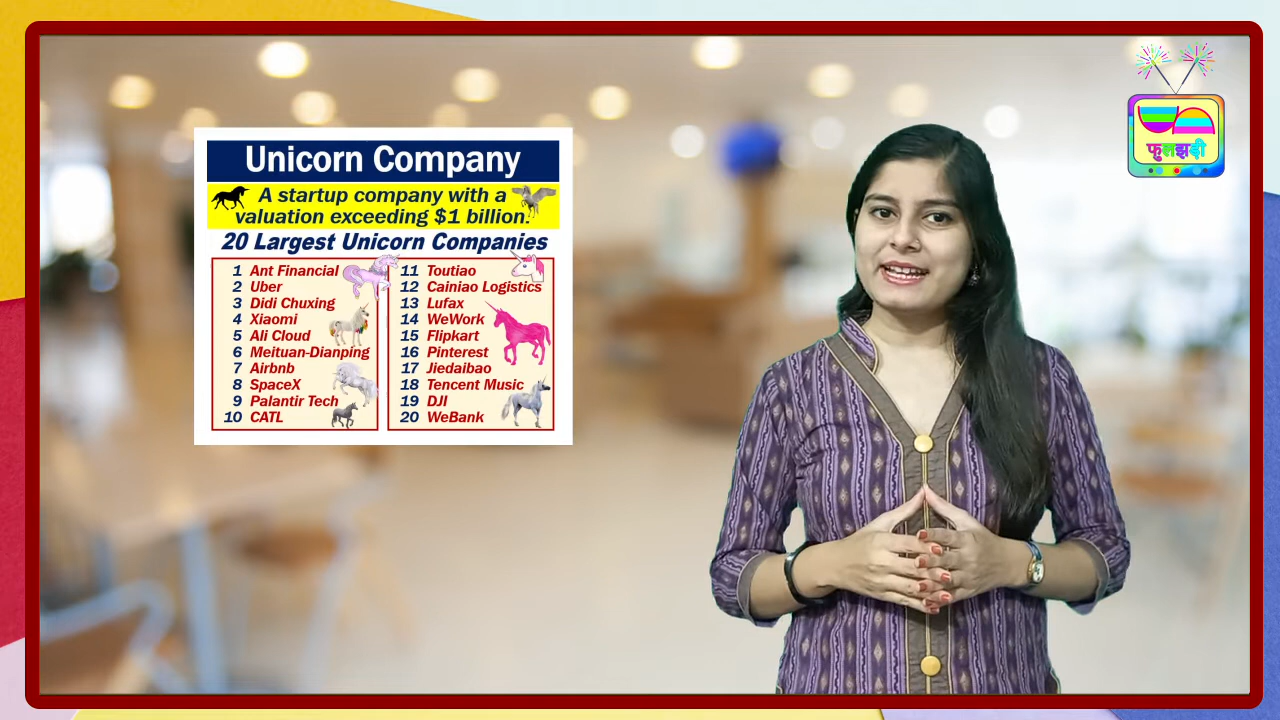 Unicorn Company
A startup company with a
valuation exceeding $1 billion.
20 Largest Unicorn Companies
1 Ant Financial
2 Uber
3 Didi Chuxing
4 Xiaomi
5 Ali Cloud
6 Meituan-Dianping
7 Airbnb
8 SpaceX
9 Palantir Tech
10 CATL
11 Toutiao
12 Cainiao Logistics
13 Lufax
14 WeWork
15 Flipkart
16 Pinterest
17 Jiedaibao
18 Tencent Music
19 DJI
20 WeBank
फुलझड़ी